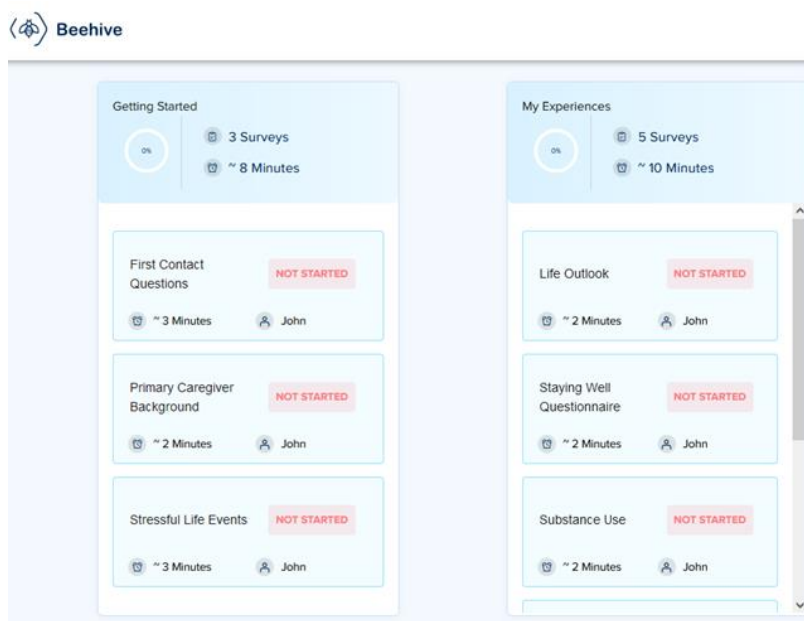 Beehive
Getting Started
0%
3 Surveys
~ 8 Minutes
First Contact
Questions
NOT STARTED
~ 3 Minutes
John
Primary Caregiver
Background
NOT STARTED
~ 2 Minutes
John
Stressful Life Events
NOT STARTED
~ 3 Minutes
John
My Experiences
0%
5 Surveys
~ 10 Minutes
Life Outlook
NOT STARTED
~ 2 Minutes
John
Staying Well
Questionnaire
NOT STARTED
~ 2 Minutes
John
Substance Use
NOT STARTED
~ 2 Minutes
John